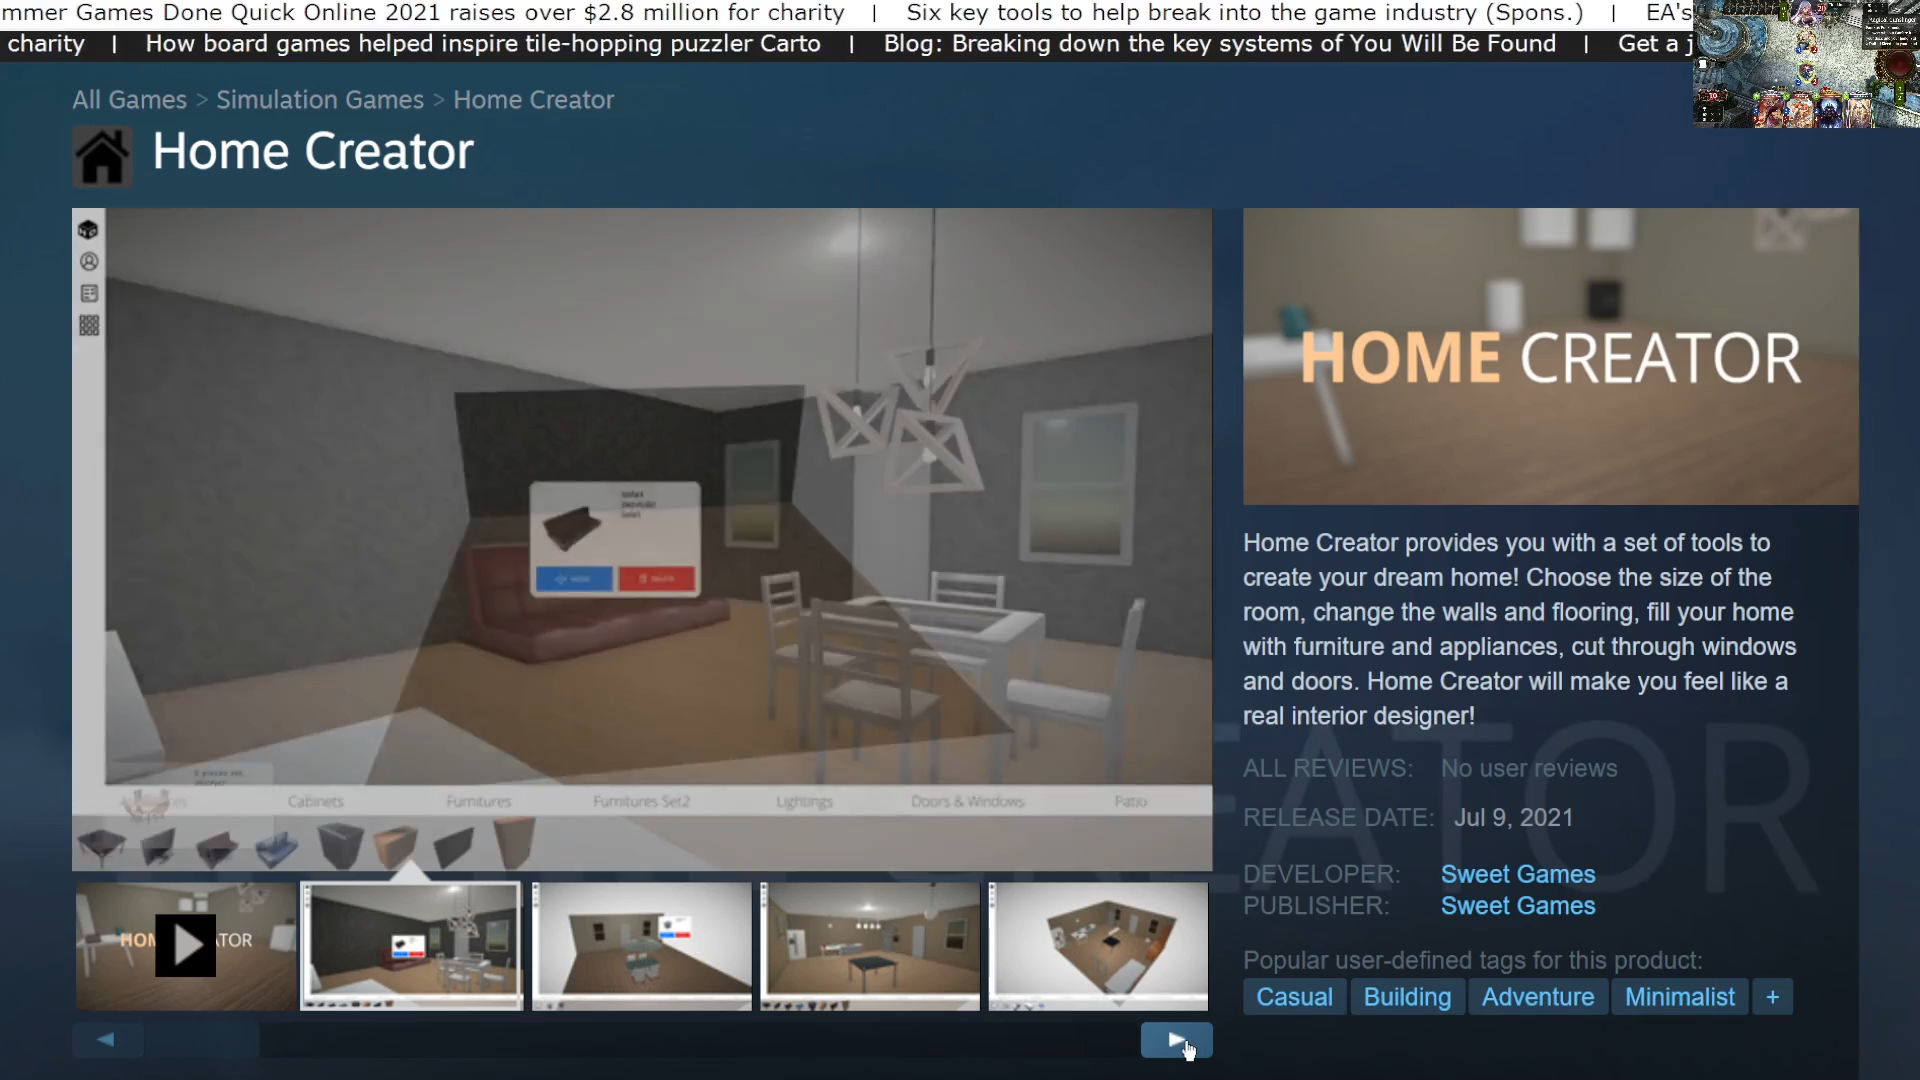 mmer Games Done Quick Online 2021 raises over $2.8 million for charity | Six key tools to help break into the game industry (Spons.) | EA's
charity | How board games helped inspire tile-hopping puzzler Carto | Blog: Breaking down the key systems of You Will Be Found | Get a j
All Games > Simulation Games > Home Creator
Home Creator
HOME CREATOR
Home Creator provides you with a set of tools to
create your dream home! Choose the size of the
room, change the walls and flooring, fill your home
with furniture and appliances, cut through windows
and doors. Home Creator will make you feel like a
real interior designer!
ALL REVIEWS: No user reviews
RELEASE DATE: Jul 9, 2021
DEVELOPER: Sweet Games
PUBLISHER: Sweet Games
Popular user-defined tags for this product:
Casual Building Adventure Minimalist +
Cabinets Furnitures Furnitures Set2 Lightings Doors & Windows Patio